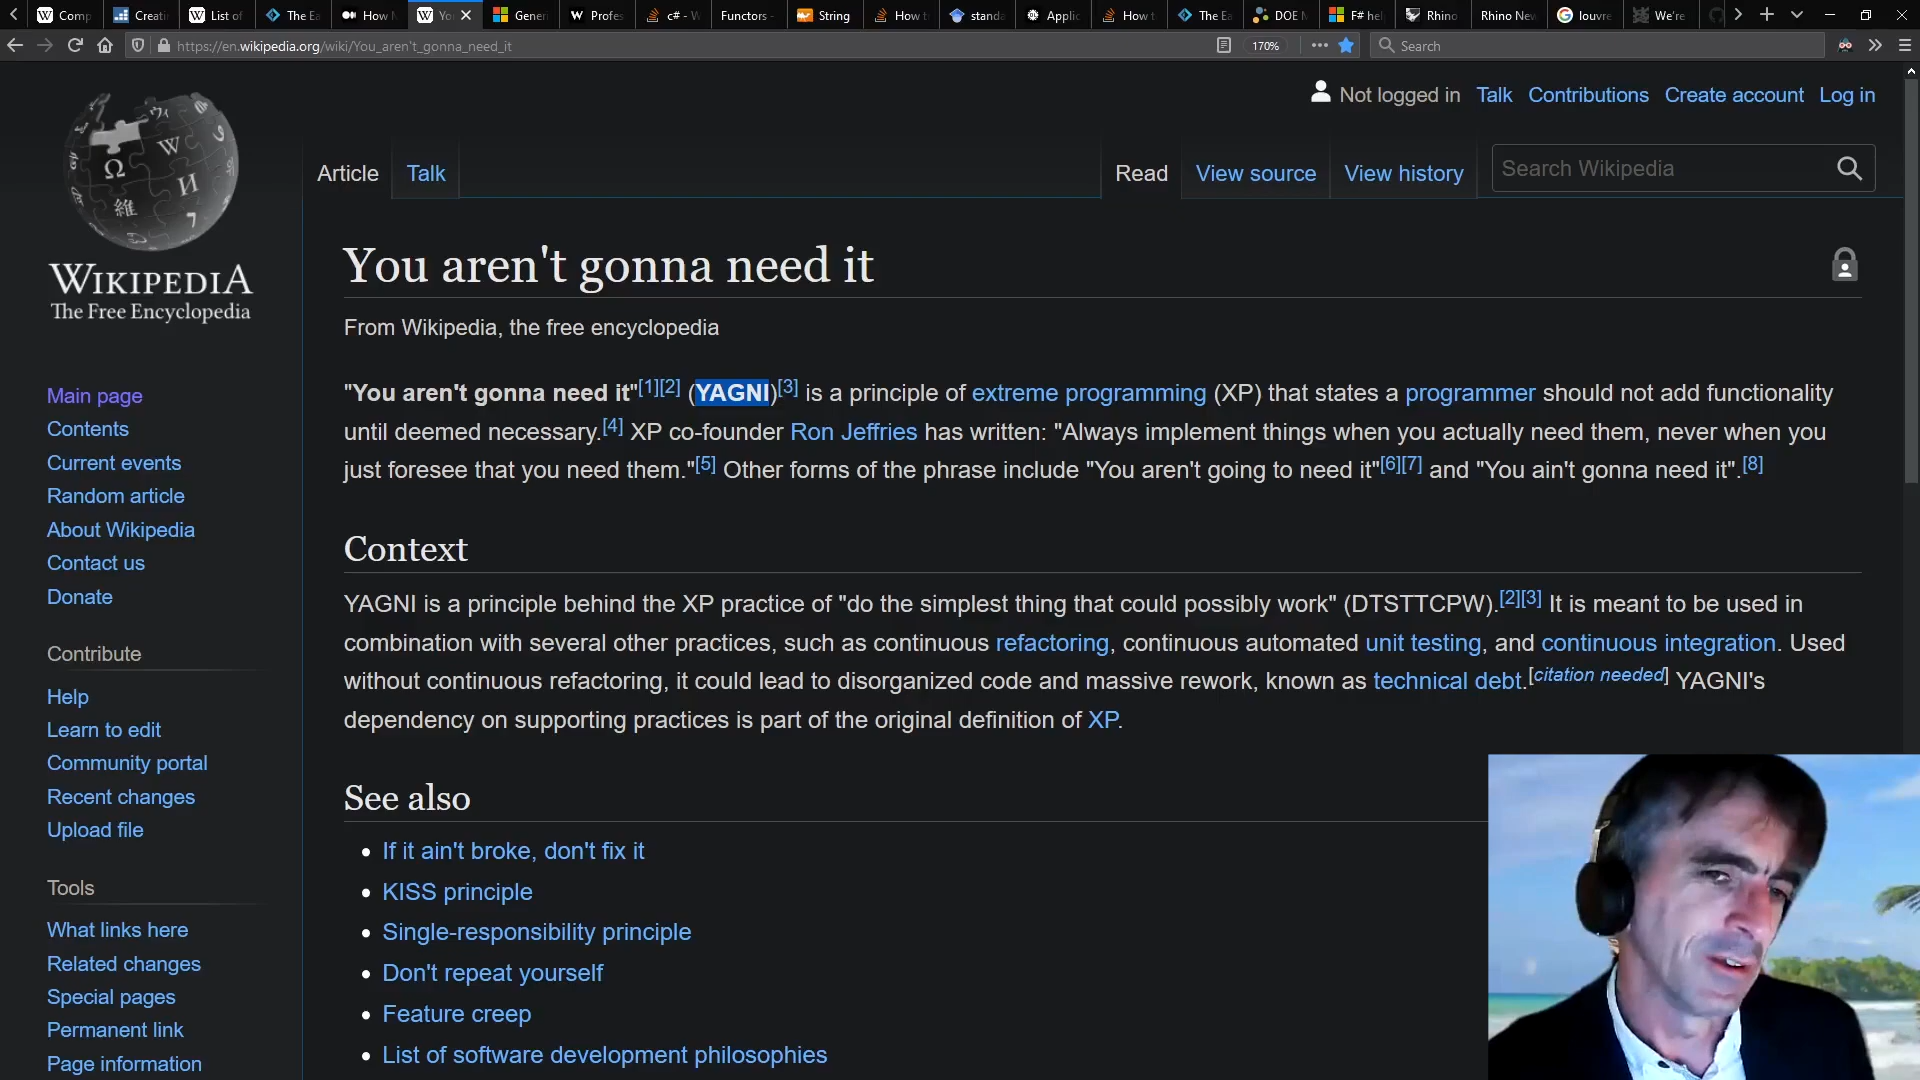 Comp
Creati
List of
The Ea
How
Yo
Gener
Profes
c# - W
Functors -
String
How t
standa
Applic
How t
The Ea
DOE
F# hel
Rhino
Rhino New
louvre
We're
https://en.wikipedia.org/wiki/You_aren't_gonna_need_it
170%
Search
Not logged in Talk Contributions Create account Log in
Article Talk
Read View source View history
Search Wikipedia
WIKIPEDIA
The Free Encyclopedia
Main page
Contents
Current events
Random article
About Wikipedia
Contact us
Donate
Contribute
Help
Learn to edit
Community portal
Recent changes
Upload file
Tools
What links here
Related changes
Special pages
Permanent link
Page information
You aren't gonna need it
From Wikipedia, the free encyclopedia
"You aren't gonna need it"[1][2] (YAGNI)[3] is a principle of extreme programming (XP) that states a programmer should not add functionality
until deemed necessary.[4] XP co-founder Ron Jeffries has written: "Always implement things when you actually need them, never when you
just foresee that you need them."[5] Other forms of the phrase include "You aren't going to need it"[6][7] and "You ain't gonna need it".[8]
Context
YAGNI is a principle behind the XP practice of "do the simplest thing that could possibly work" (DTSTTCPW).[2][3] It is meant to be used in
combination with several other practices, such as continuous refactoring, continuous automated unit testing, and continuous integration. Used
without continuous refactoring, it could lead to disorganized code and massive rework, known as technical debt.[citation needed] YAGNI's
dependency on supporting practices is part of the original definition of XP.
See also
If it ain't broke, don't fix it
KISS principle
Single-responsibility principle
Don't repeat yourself
Feature creep
List of software development philosophies